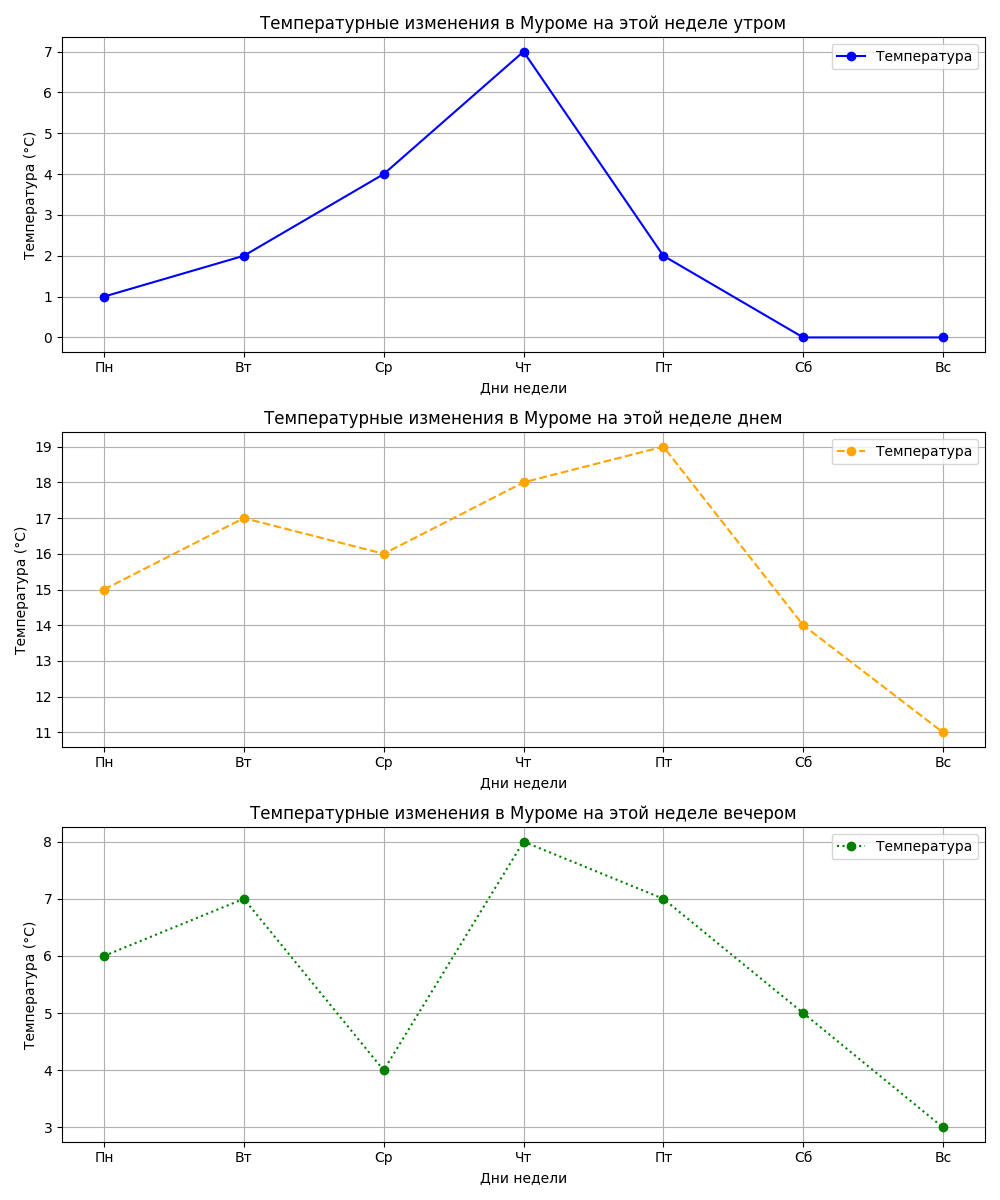 Температурные изменения в Муроме на этой неделе утром
Температура
Температура (°C)
7
6
5
4
3
2
1
0
Пн Вт Ср Чт Пт Сб Вс
Дни недели
Температурные изменения в Муроме на этой неделе днем
Температура
Температура (°C)
19
18
17
16
15
14
13
12
11
Пн Вт Ср Чт Пт Сб Вс
Дни недели
Температурные изменения в Муроме на этой неделе вечером
Температура
Температура (°C)
8
7
6
5
4
3
Пн Вт Ср Чт Пт Сб Вс
Дни недели